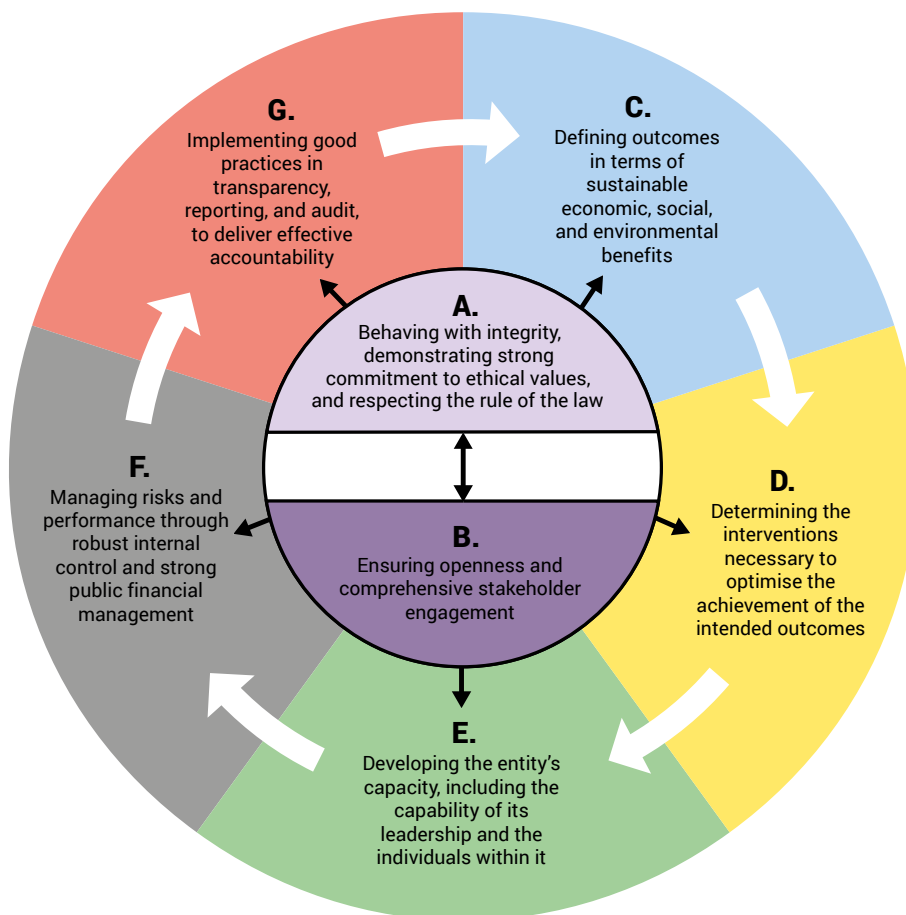 G.
Implementing good
practices in
transparency,
reporting, and audit,
to deliver effective
accountability
C.
Defining outcomes
in terms of
sustainable
economic, social,
and environmental
benefits
A.
Behaving with integrity,
demonstrating strong
commitment to ethical values,
and respecting the rule of the law
F.
Managing risks and
performance through
robust internal
control and strong
public financial
management
B.
Ensuring openness and
comprehensive stakeholder
engagement
D.
Determining the
interventions
necessary to
optimise the
achievement of the
intended outcomes
E.
Developing the entity’s
capacity, including the
capability of its
leadership and the
individuals within it